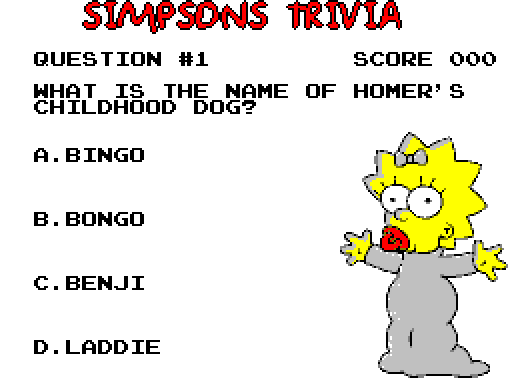 SIMPSONS TRIVIA
QUESTION #1 SCORE 000
WHAT IS THE NAME OF HOMER'S
CHILDHOOD DOG?
A.BINGO
B.BONGO
C.BENJI
D.LADDIE